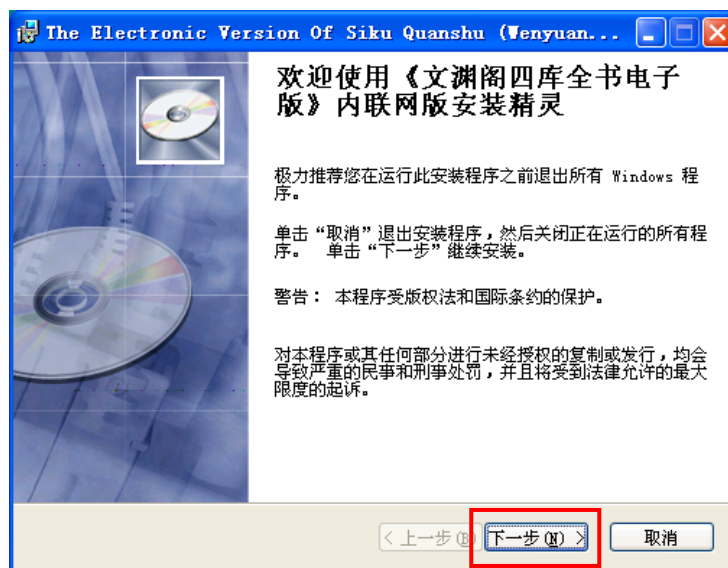 The Electronic Version Of Siku Quanshu (Wenyuan...
欢迎使用《文渊阁四库全书电子
版》内联网版安装精灵
极力推荐您在运行此安装程序之前退出所有 Windows 程
序。
单击“取消”退出安装程序，然后关闭正在运行的所有程
序。 单击“下一步”继续安装。
警告： 本程序受版权法和国际条约的保护。
对本程序或其任何部分进行未经授权的复制或发行，均会
导致严重的民事和刑事处罚，并且将受到法律允许的最大
限度的起诉。
< 上一步(B) 下一步(N) > 取消